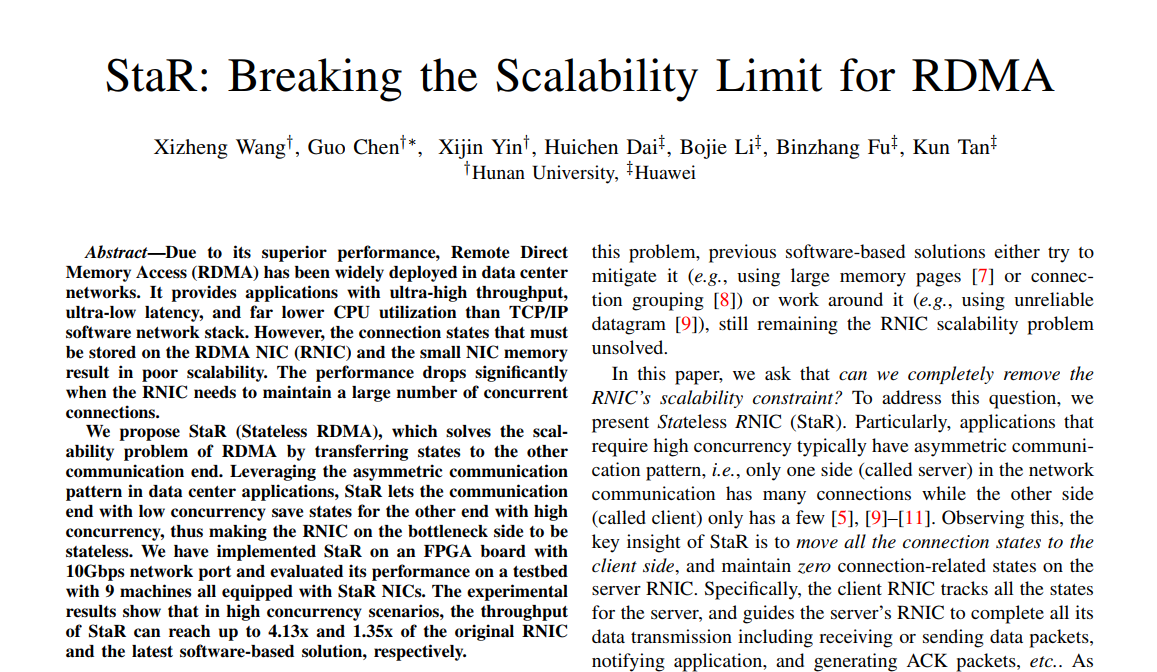 StaR: Breaking the Scalability Limit for RDMA
Xizheng Wang†, Guo Chen†*, Xijin Yin†, Huichen Dai‡, Bojie Li‡, Binzhang Fu‡, Kun Tan‡
†Hunan University, ‡Huawei
Abstract—Due to its superior performance, Remote Direct
Memory Access (RDMA) has been widely deployed in data center
networks. It provides applications with ultra-high throughput,
ultra-low latency, and far lower CPU utilization than TCP/IP
software network stack. However, the connection states that must
be stored on the RDMA NIC (RNIC) and the small NIC memory
result in poor scalability. The performance drops significantly
when the RNIC needs to maintain a large number of concurrent
connections.
We propose StaR (Stateless RDMA), which solves the scal-
ability problem of RDMA by transferring states to the other
communication end. Leveraging the asymmetric communication
pattern in data center applications, StaR lets the communication
end with low concurrency save states for the other end with high
concurrency, thus making the RNIC on the bottleneck side to be
stateless. We have implemented StaR on an FPGA board with
10Gbps network port and evaluated its performance on a testbed
with 9 machines all equipped with StaR NICs. The experimental
results show that in high concurrency scenarios, the throughput
of StaR can reach up to 4.13x and 1.35x of the original RNIC
and the latest software-based solution, respectively.
this problem, previous software-based solutions either try to
mitigate it (e.g., using large memory pages [7] or connec-
tion grouping [8]) or work around it (e.g., using unreliable
datagram [9]), still remaining the RNIC scalability problem
unsolved.
In this paper, we ask that can we completely remove the
RNIC's scalability constraint? To address this question, we
present Stateless RNIC (StaR). Particularly, applications that
require high concurrency typically have asymmetric communi-
cation pattern, i.e., only one side (called server) in the network
communication has many connections while the other side
(called client) only has a few [5], [9]–[11]. Observing this, the
key insight of StaR is to move all the connection states to the
client side, and maintain zero connection-related states on the
server RNIC. Specifically, the client RNIC tracks all the states
for the server, and guides the server's RNIC to complete all its
data transmission including receiving or sending data packets,
notifying application, and generating ACK packets, etc.. As